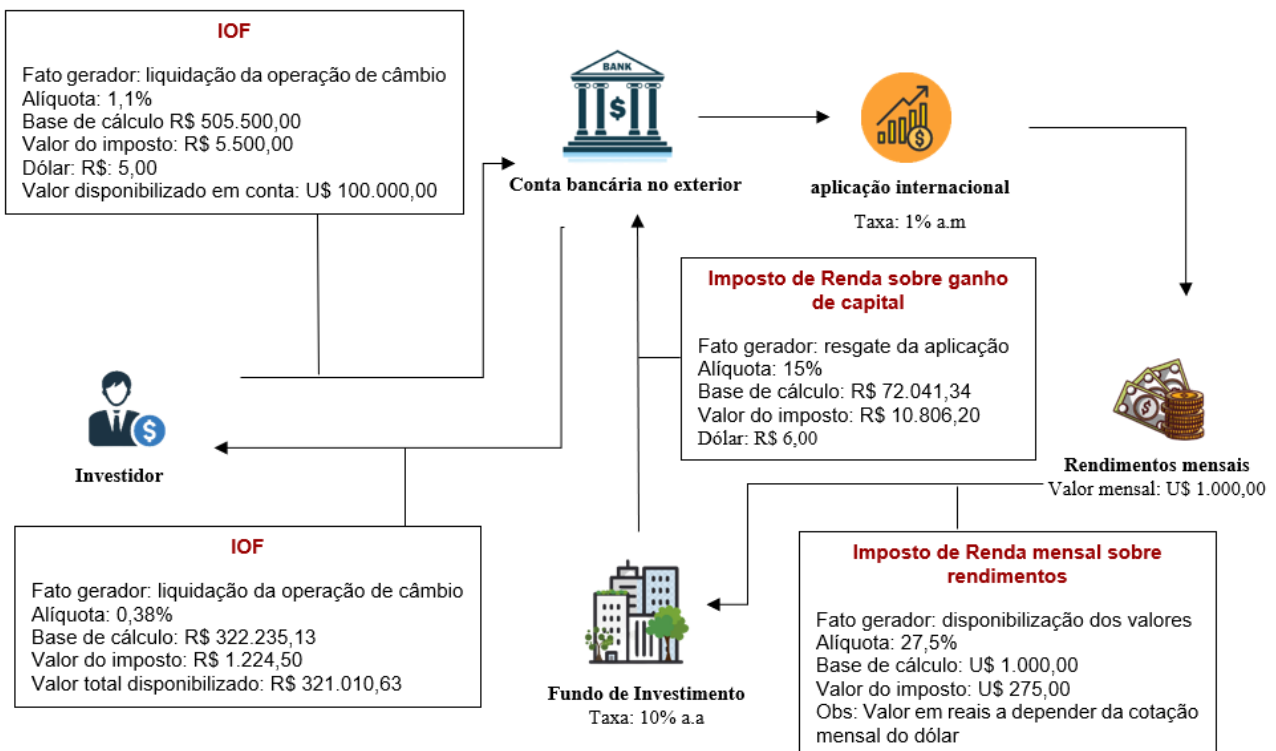 IOF
Fato gerador: liquidação da operação de câmbio
Alíquota: 1,1%
Base de cálculo R$ 505.500,00
Valor do imposto: R$ 5.500,00
Dólar: R$: 5,00
Valor disponibilizado em conta: U$ 100.000,00
BANK
$
Conta bancária no exterior
$
aplicação internacional
Taxa: 1% a.m
Imposto de Renda sobre ganho
de capital
Fato gerador: resgate da aplicação
Alíquota: 15%
Base de cálculo: R$ 72.041,34
Valor do imposto: R$ 10.806,20
Dólar: R$ 6,00
$
Investidor
$
Rendimentos mensais
Valor mensal: U$ 1.000,00
IOF
Fato gerador: liquidação da operação de câmbio
Alíquota: 0,38%
Base de cálculo: R$ 322.235,13
Valor do imposto: R$ 1.224,50
Valor total disponibilizado: R$ 321.010,63
Fundo de Investimento
Taxa: 10% a.a
Imposto de Renda mensal sobre
rendimentos
Fato gerador: disponibilização dos valores
Alíquota: 27,5%
Base de cálculo: U$ 1.000,00
Valor do imposto: U$ 275,00
Obs: Valor em reais a depender da cotação
mensal do dólar